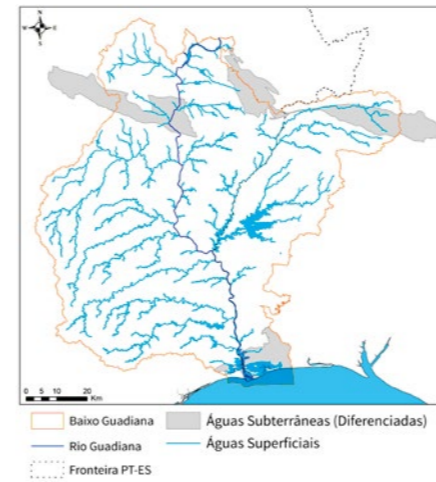 N
W E
S
0 5 10 20
Km
Baixo Guadiana
Águas Subterrâneas (Diferenciadas)
Rio Guadiana
Águas Superficiais
Fronteira PT-ES